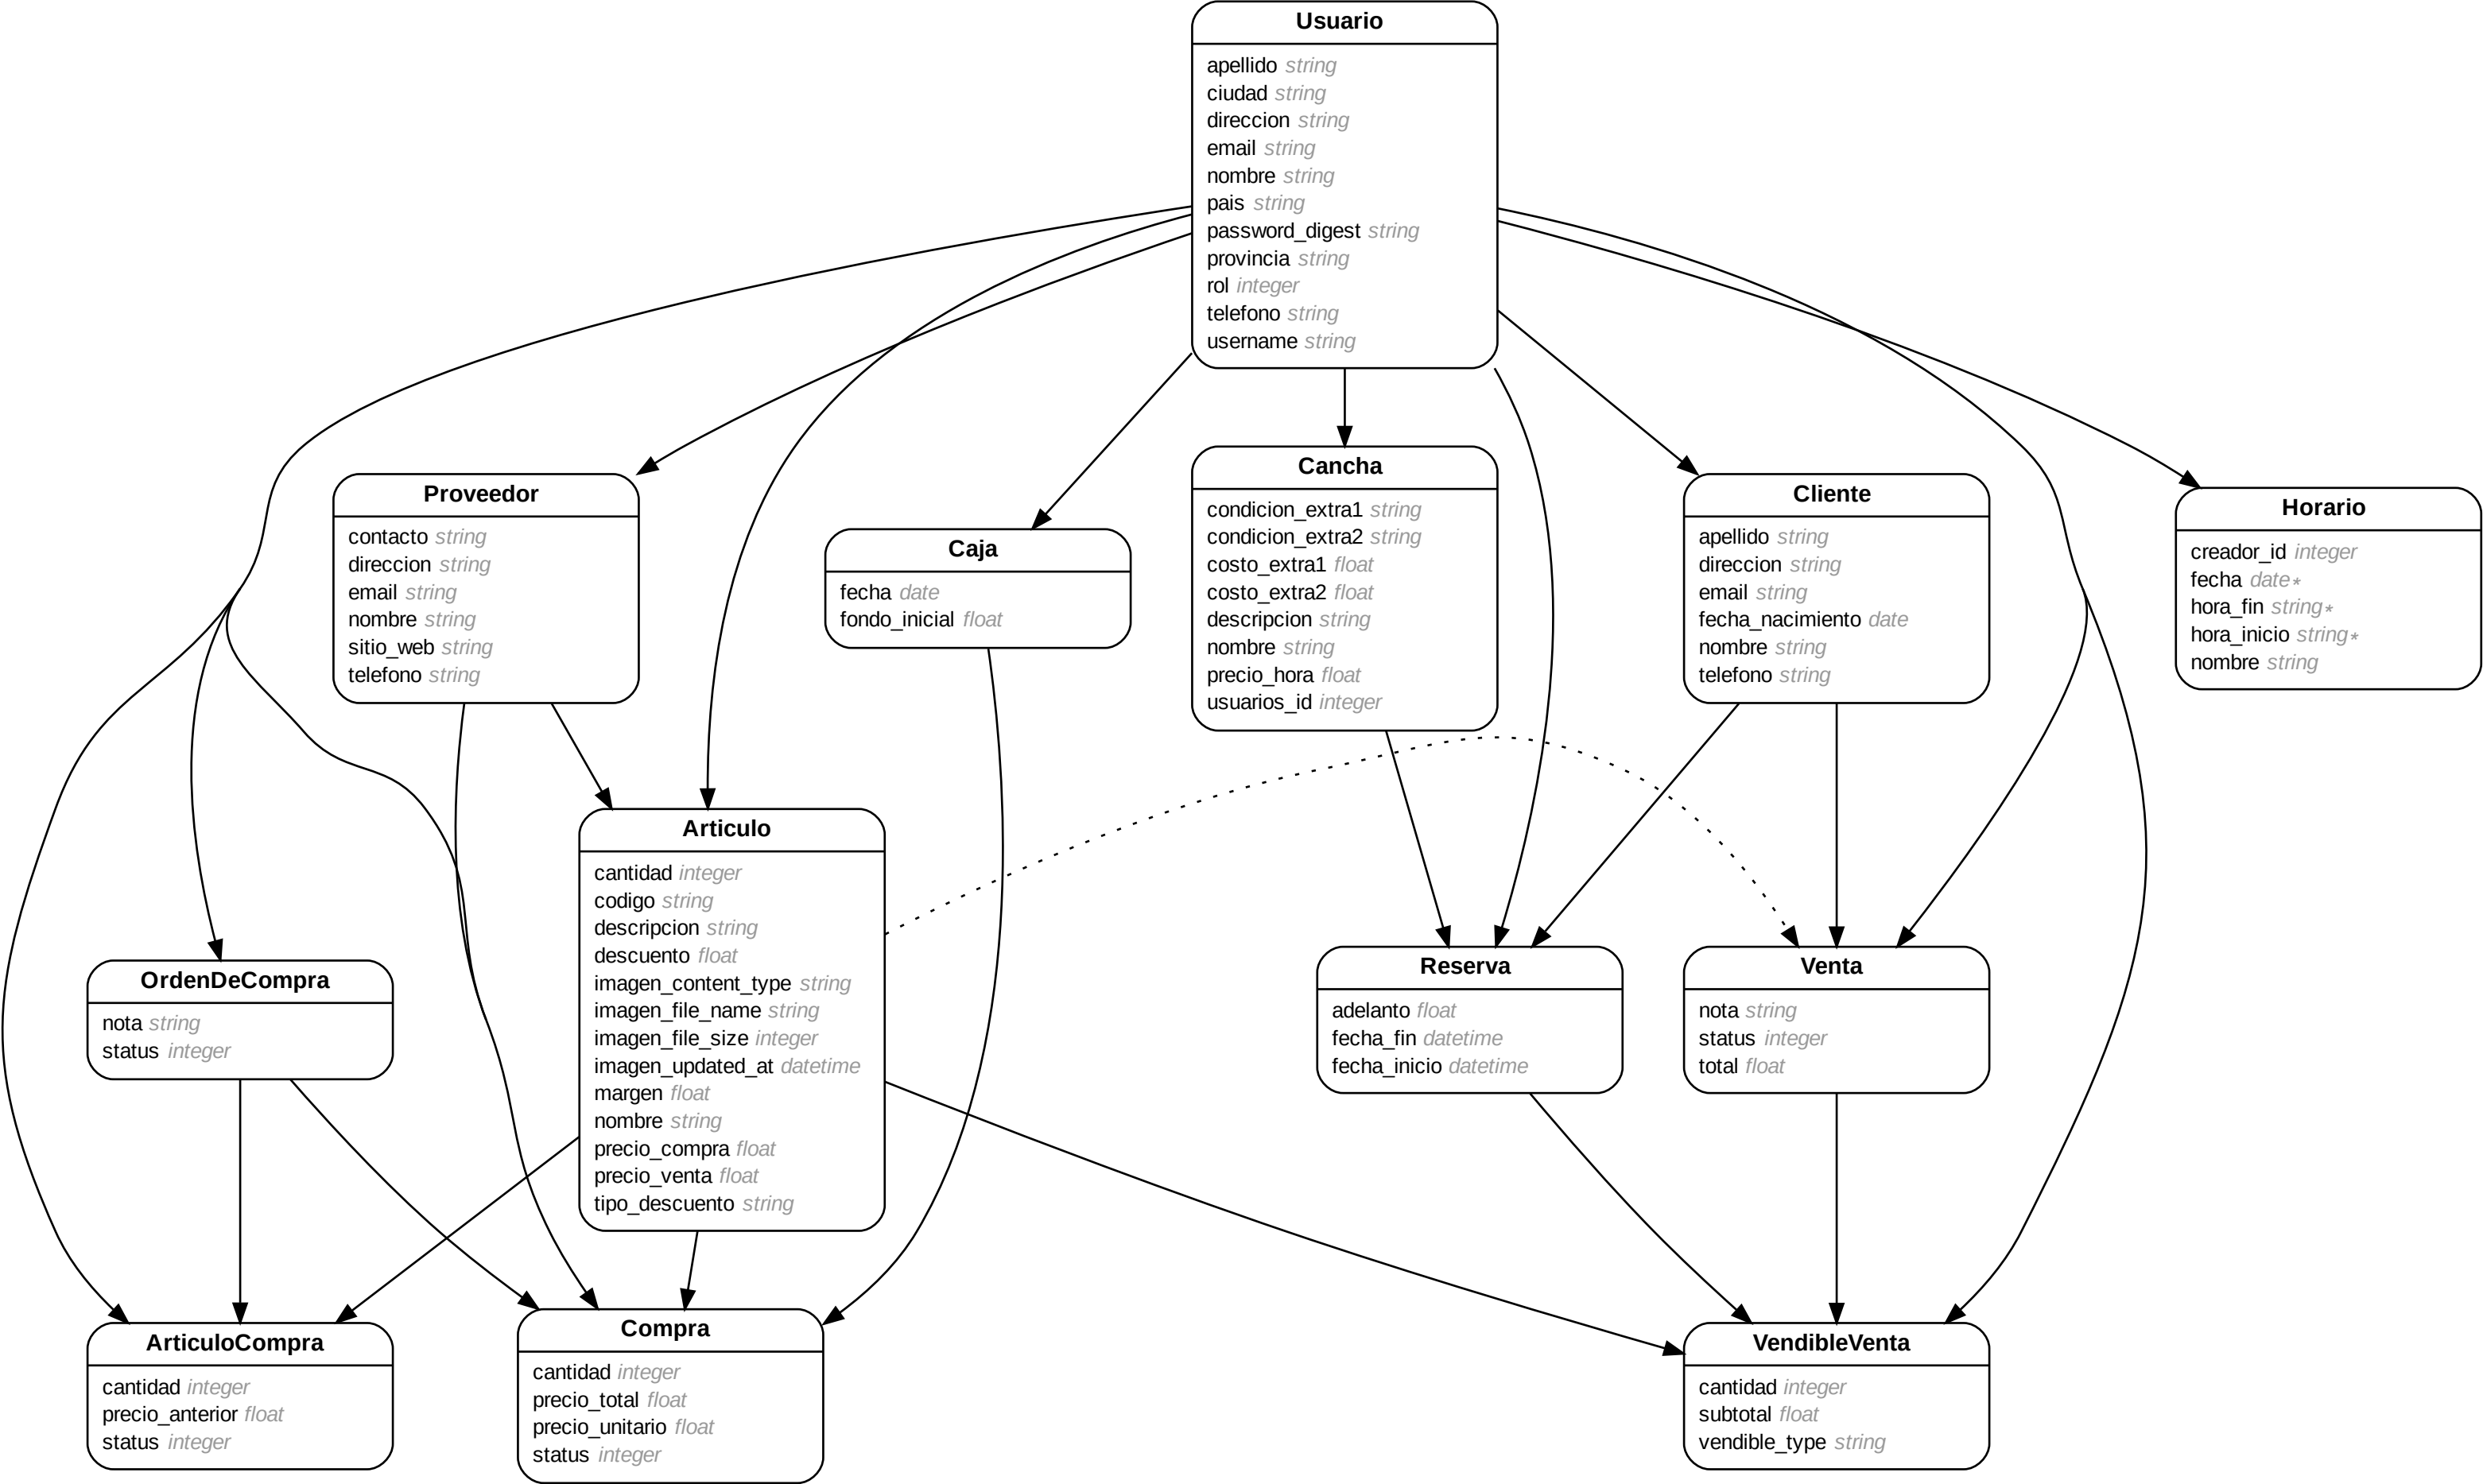 Usuario
apellido string
ciudad string
direccion string
email string
nombre string
pais string
password_digest string
provincia string
rol integer
telefono string
username string
Proveedor
contacto string
direccion string
email string
nombre string
sitio_web string
telefono string
Caja
fecha date
fondo_inicial float
Cancha
condicion_extra1 string
condicion_extra2 string
costo_extra1 float
costo_extra2 float
descripcion string
nombre string
precio_hora float
usuarios_id integer
Cliente
apellido string
direccion string
email string
fecha_nacimiento date
nombre string
telefono string
Horario
creador_id integer
fecha date*
hora_fin string*
hora_inicio string*
nombre string
Articulo
cantidad integer
codigo string
descripcion string
descuento float
imagen_content_type string
imagen_file_name string
imagen_file_size integer
imagen_updated_at datetime
margen float
nombre string
precio_compra float
precio_venta float
tipo_descuento string
OrdenDeCompra
nota string
status integer
Reserva
adelanto float
fecha_fin datetime
fecha_inicio datetime
Venta
nota string
status integer
total float
ArticuloCompra
cantidad integer
precio_anterior float
status integer
Compra
cantidad integer
precio_total float
precio_unitario float
status integer
VendibleVenta
cantidad integer
subtotal float
vendible_type string